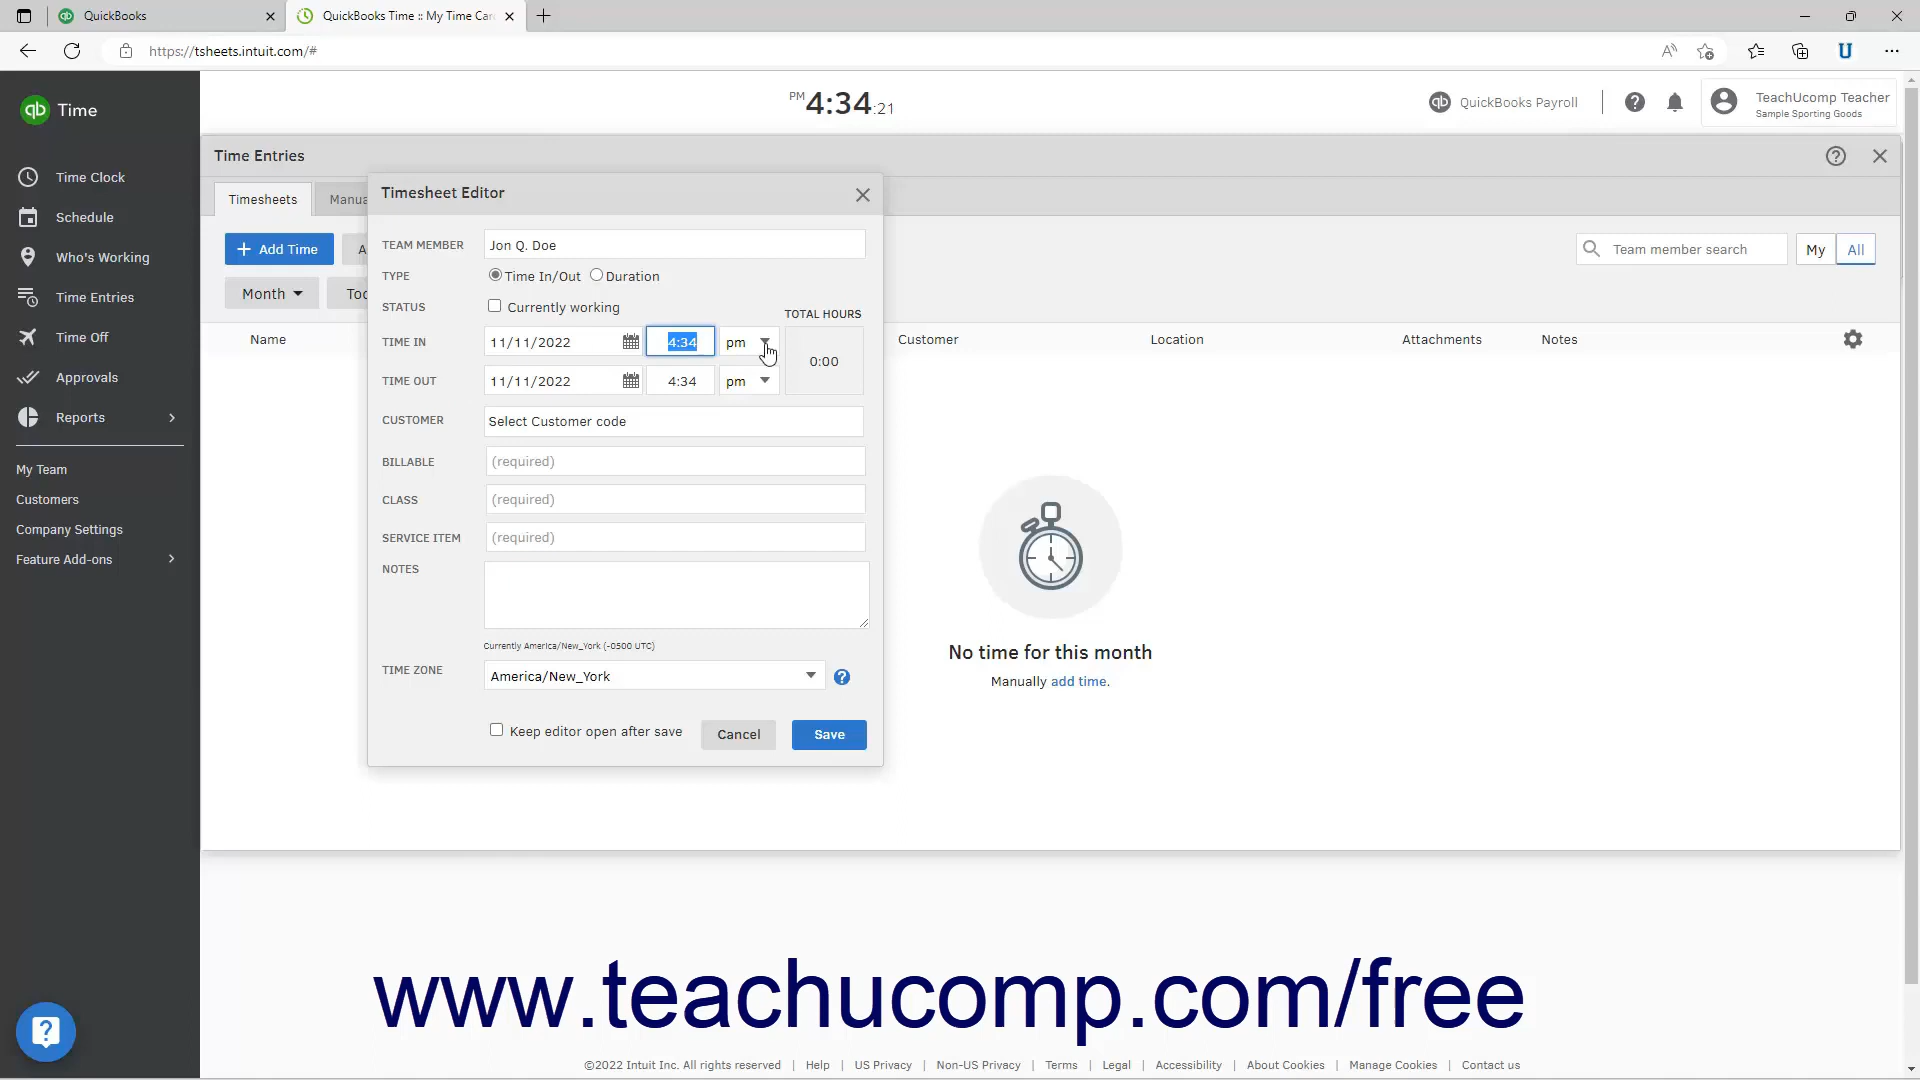 QuickBooks
QuickBooks Time :: My Time Car
https://tsheets.intuit.com/#
qb Time
PM 4:34 :21
qb QuickBooks Payroll
TeachUcomp Teacher
Sample Sporting Goods
Time Clock
Schedule
Who's Working
Time Entries
Time Off
Approvals
Reports
My Team
Customers
Company Settings
Feature Add-ons
Time Entries
Timesheets
Manua
+ Add Time
A
Team member search
My
All
Month
Too
Name
Customer
Location
Attachments
Notes
Timesheet Editor
TEAM MEMBER Jon Q. Doe
TYPE Time In/Out Duration
STATUS Currently working
TOTAL HOURS
TIME IN 11/11/2022 4:34 pm
0:00
TIME OUT 11/11/2022 4:34 pm
CUSTOMER Select Customer code
BILLABLE (required)
CLASS (required)
SERVICE ITEM (required)
NOTES
Currently America/New_York (-0500 UTC)
TIME ZONE America/New_York
Keep editor open after save
Cancel
Save
No time for this month
Manually add time.
www.teachucomp.com/free
©2022 Intuit Inc. All rights reserved | Help | US Privacy | Non-US Privacy | Terms | Legal | Accessibility | About Cookies | Manage Cookies | Contact us